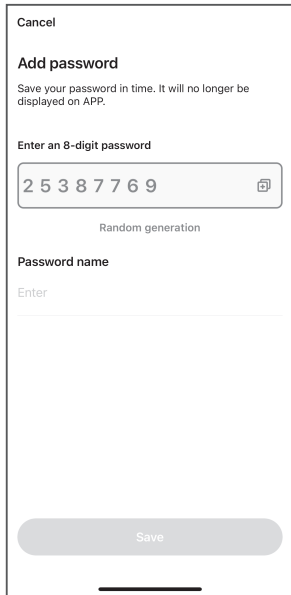 Cancel
Add password
Save your password in time. It will no longer be
displayed on APP.
Enter an 8-digit password
2 5 3 8 7 7 6 9
Random generation
Password name
Enter
Save